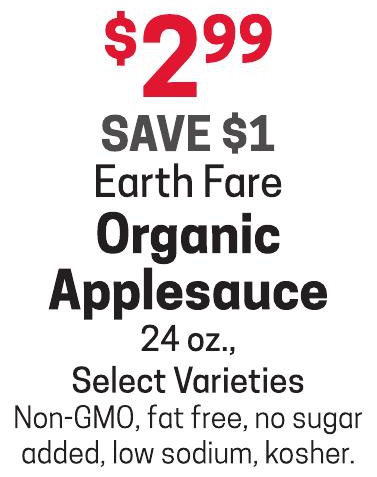 $2.99
SAVE $1
Earth Fare
Organic
Applesauce
24 oz.,
Select Varieties
Non-GMO, fat free, no sugar
added, low sodium, kosher.